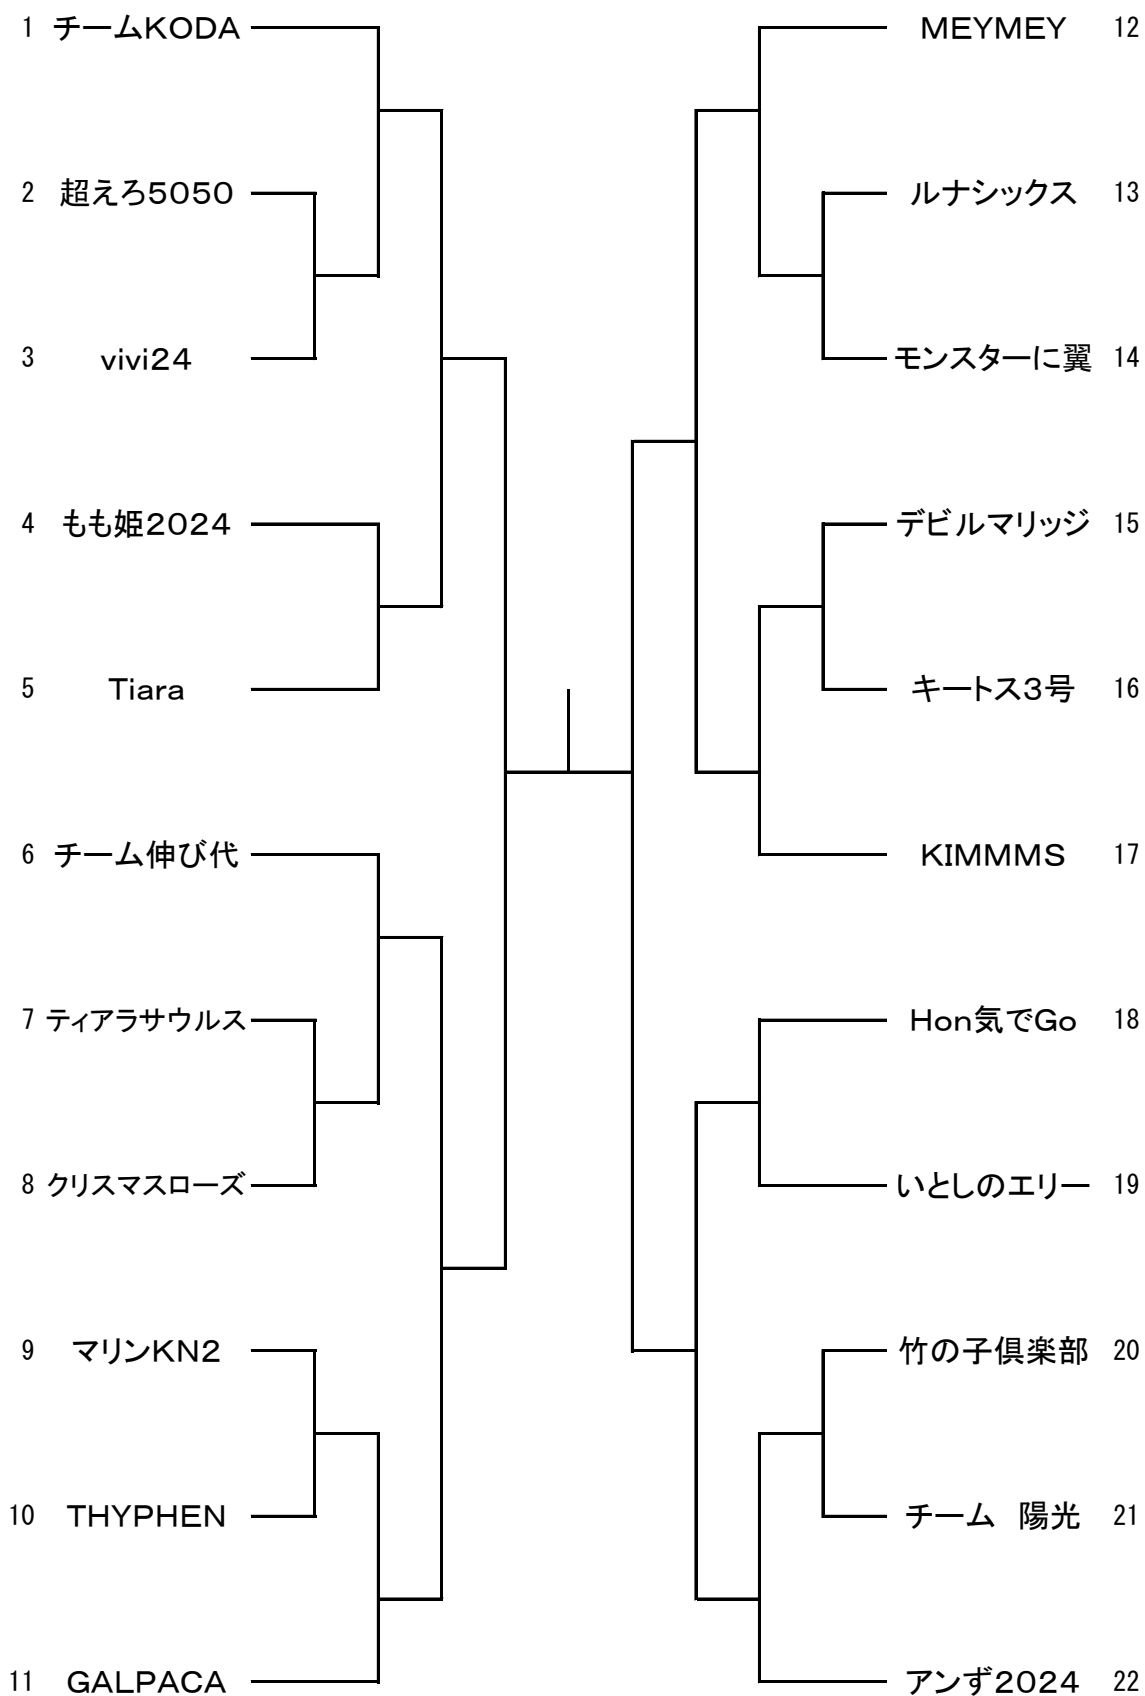 1 チームKODA
2 超えろ5050
3 vivi24
4 もも姫2024
5 Tiara
6 チーム伸び代
7 ティアラサウルス
8 クリスマスローズ
9 マリンKN2
10 THYPHEN
11 GALPACA
MEYMEY 12
ルナシックス 13
モンスターに翼 14
デビルマリッジ 15
キートス3号 16
KIMMMS 17
Hon気でGo 18
いとしのエリー 19
竹の子倶楽部 20
チーム　陽光 21
アンず2024 22